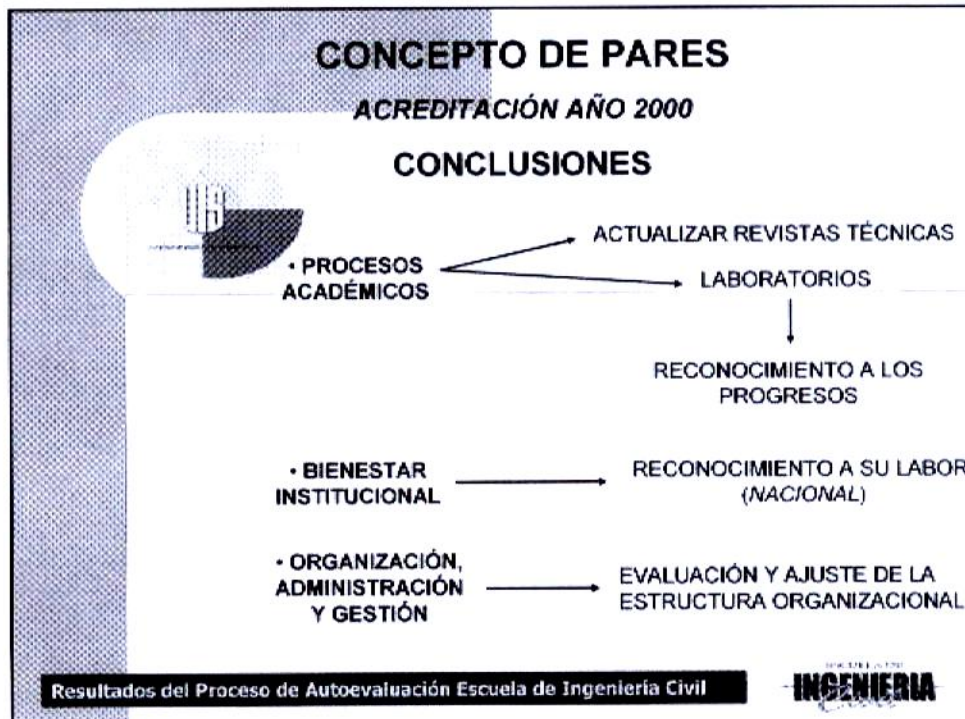 CONCEPTO DE PARES
ACREDITACIÓN AÑO 2000
CONCLUSIONES
UIS
• PROCESOS
ACADÉMICOS
ACTUALIZAR REVISTAS TÉCNICAS
LABORATORIOS
RECONOCIMIENTO A LOS
PROGRESOS
• BIENESTAR
INSTITUCIONAL
RECONOCIMIENTO A SU LABOR
(NACIONAL)
• ORGANIZACIÓN,
ADMINISTRACIÓN
Y GESTIÓN
EVALUACIÓN Y AJUSTE DE LA
ESTRUCTURA ORGANIZACIONAL
Resultados del Proceso de Autoevaluación Escuela de Ingeniería Civil
INGENIERIA
Civil